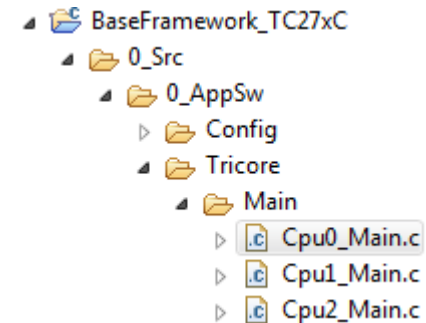 BaseFramework_TC27xC
0_Src
0_AppSw
Config
Tricore
Main
Cpu0_Main.c
Cpu1_Main.c
Cpu2_Main.c